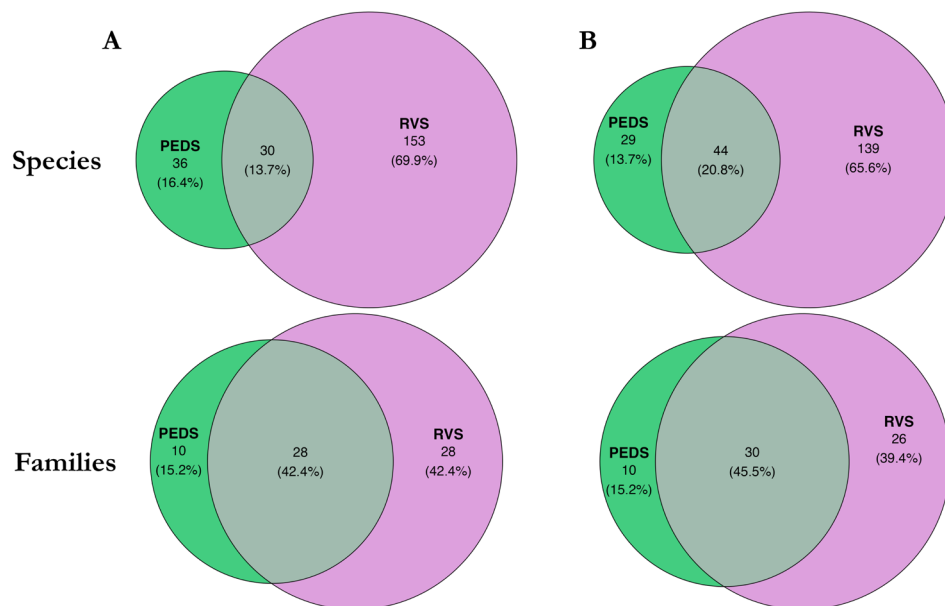 A
B
Species
PEDS
36
(16.4%)
30
(13.7%)
RVS
153
(69.9%)
PEDS
29
(13.7%)
44
(20.8%)
RVS
139
(65.6%)
Families
PEDS
10
(15.2%)
28
(42.4%)
RVS
28
(42.4%)
PEDS
10
(15.2%)
30
(45.5%)
RVS
26
(39.4%)